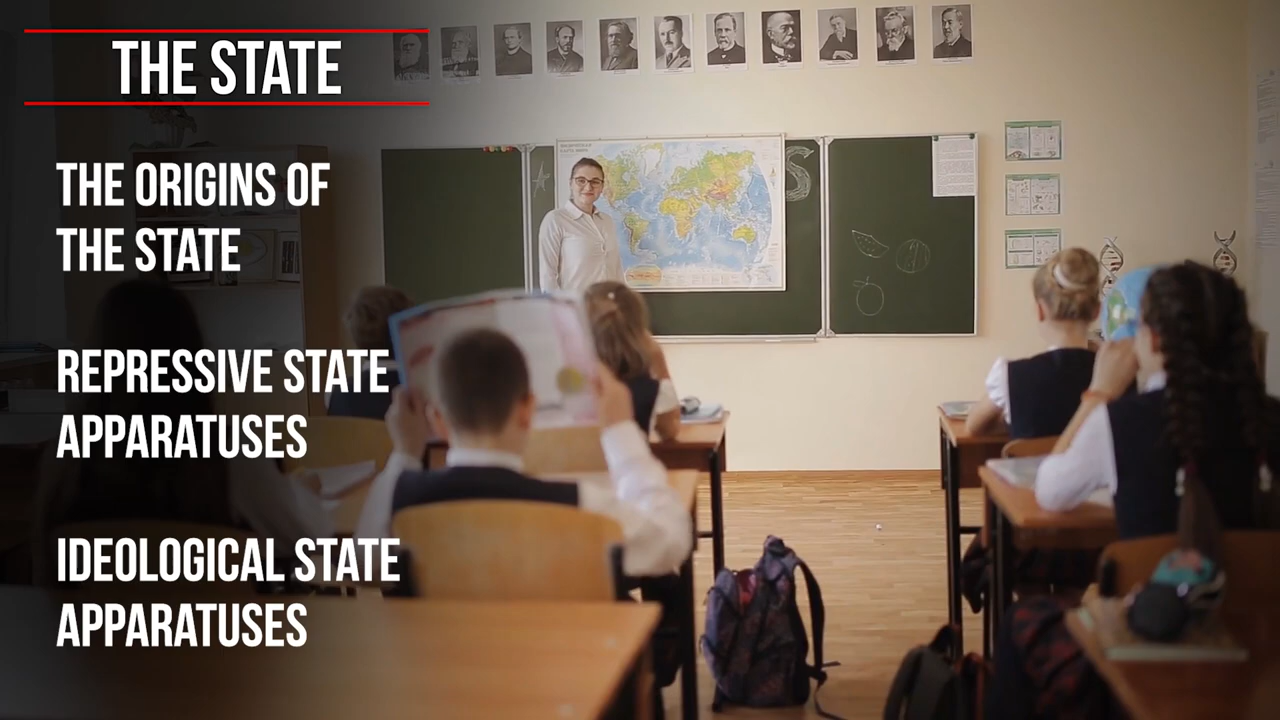 THE STATE
THE ORIGINS OF
THE STATE
REPRESSIVE STATE
APPARATUSES
IDEOLOGICAL STATE
APPARATUSES